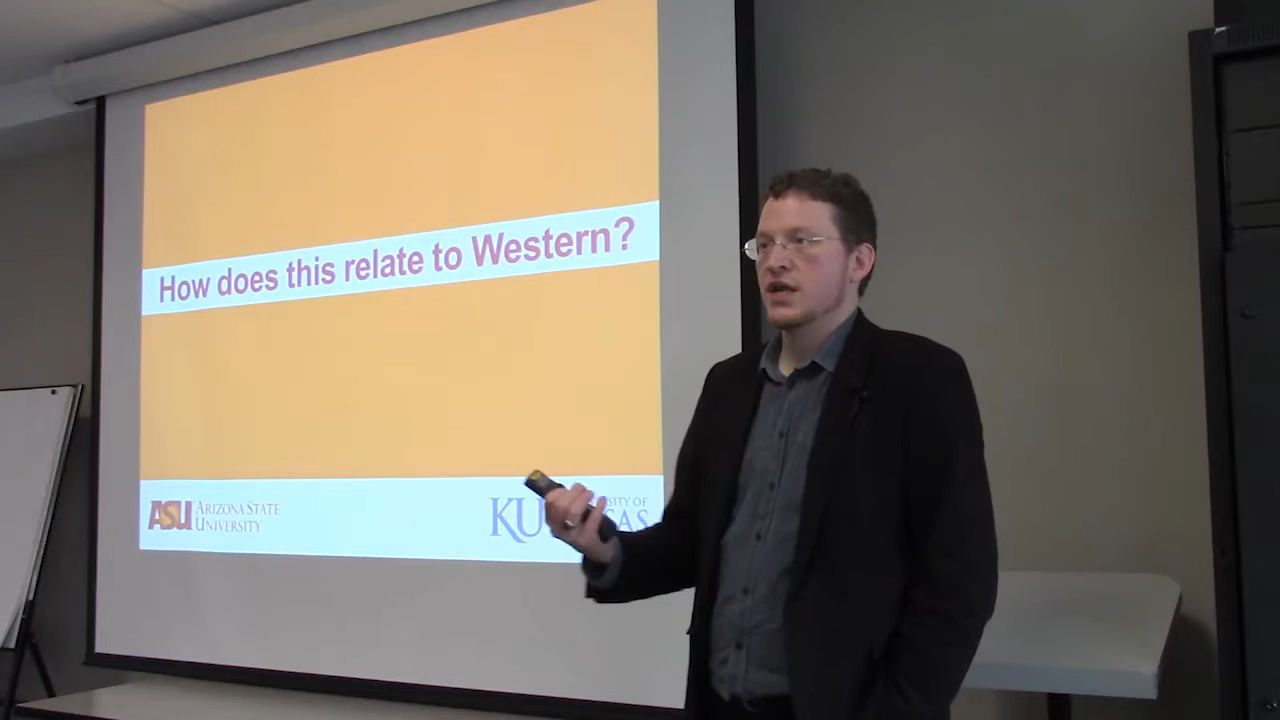 How does this relate to Western?
ASU ARIZONA STATE
UNIVERSITY
KU